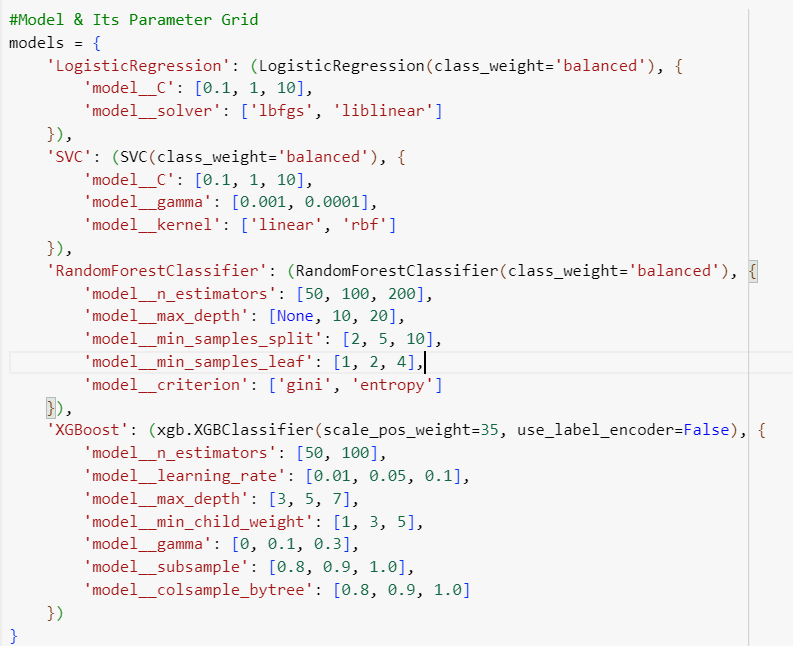 #Model & Its Parameter Grid
models = {
    'LogisticRegression': (LogisticRegression(class_weight='balanced'), {
        'model__C': [0.1, 1, 10],
        'model__solver': ['lbfgs', 'liblinear']
    }),
    'SVC': (SVC(class_weight='balanced'), {
        'model__C': [0.1, 1, 10],
        'model__gamma': [0.001, 0.0001],
        'model__kernel': ['linear', 'rbf']
    }),
    'RandomForestClassifier': (RandomForestClassifier(class_weight='balanced'), {
        'model__n_estimators': [50, 100, 200],
        'model__max_depth': [None, 10, 20],
        'model__min_samples_split': [2, 5, 10],
        'model__min_samples_leaf': [1, 2, 4],
        'model__criterion': ['gini', 'entropy']
    }),
    'XGBoost': (xgb.XGBClassifier(scale_pos_weight=35, use_label_encoder=False), {
        'model__n_estimators': [50, 100],
        'model__learning_rate': [0.01, 0.05, 0.1],
        'model__max_depth': [3, 5, 7],
        'model__min_child_weight': [1, 3, 5],
        'model__gamma': [0, 0.1, 0.3],
        'model__subsample': [0.8, 0.9, 1.0],
        'model__colsample_bytree': [0.8, 0.9, 1.0]
    })
}